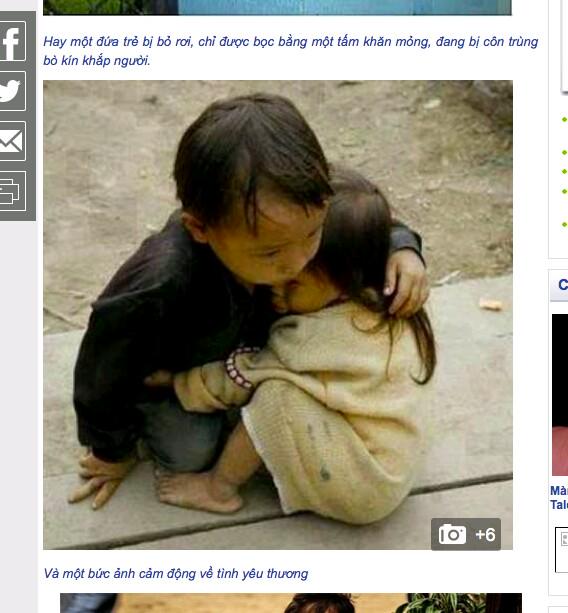 Hay một đứa trẻ bị bỏ rơi, chỉ được bọc bằng một tấm khăn mỏng, đang bị côn trùng
bò kín khắp người.
+6
Và một bức ảnh cảm động về tình yêu thương
C
Mà
Tal